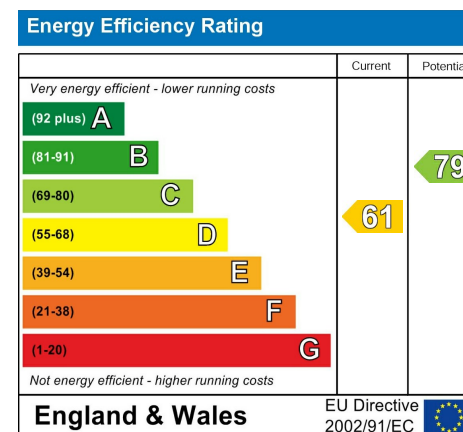 Energy Efficiency Rating
Current Potentia
Very energy efficient - lower running costs
(92 plus) A
(81-91) B
79
(69-80) C
61
(55-68) D
(39-54) E
(21-38) F
(1-20) G
Not energy efficient - higher running costs
England & Wales
EU Directive
2002/91/EC